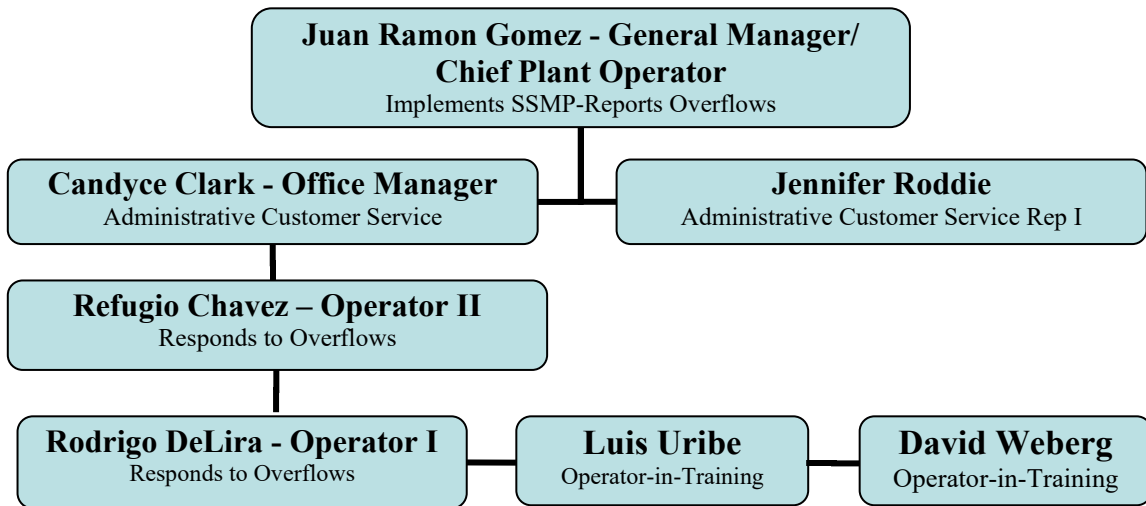 Juan Ramon Gomez - General Manager/
Chief Plant Operator
Implements SSMP-Reports Overflows
Candyce Clark - Office Manager
Administrative Customer Service
Jennifer Roddie
Administrative Customer Service Rep I
Refugio Chavez – Operator II
Responds to Overflows
Rodrigo DeLira - Operator I
Responds to Overflows
Luis Uribe
Operator-in-Training
David Weberg
Operator-in-Training